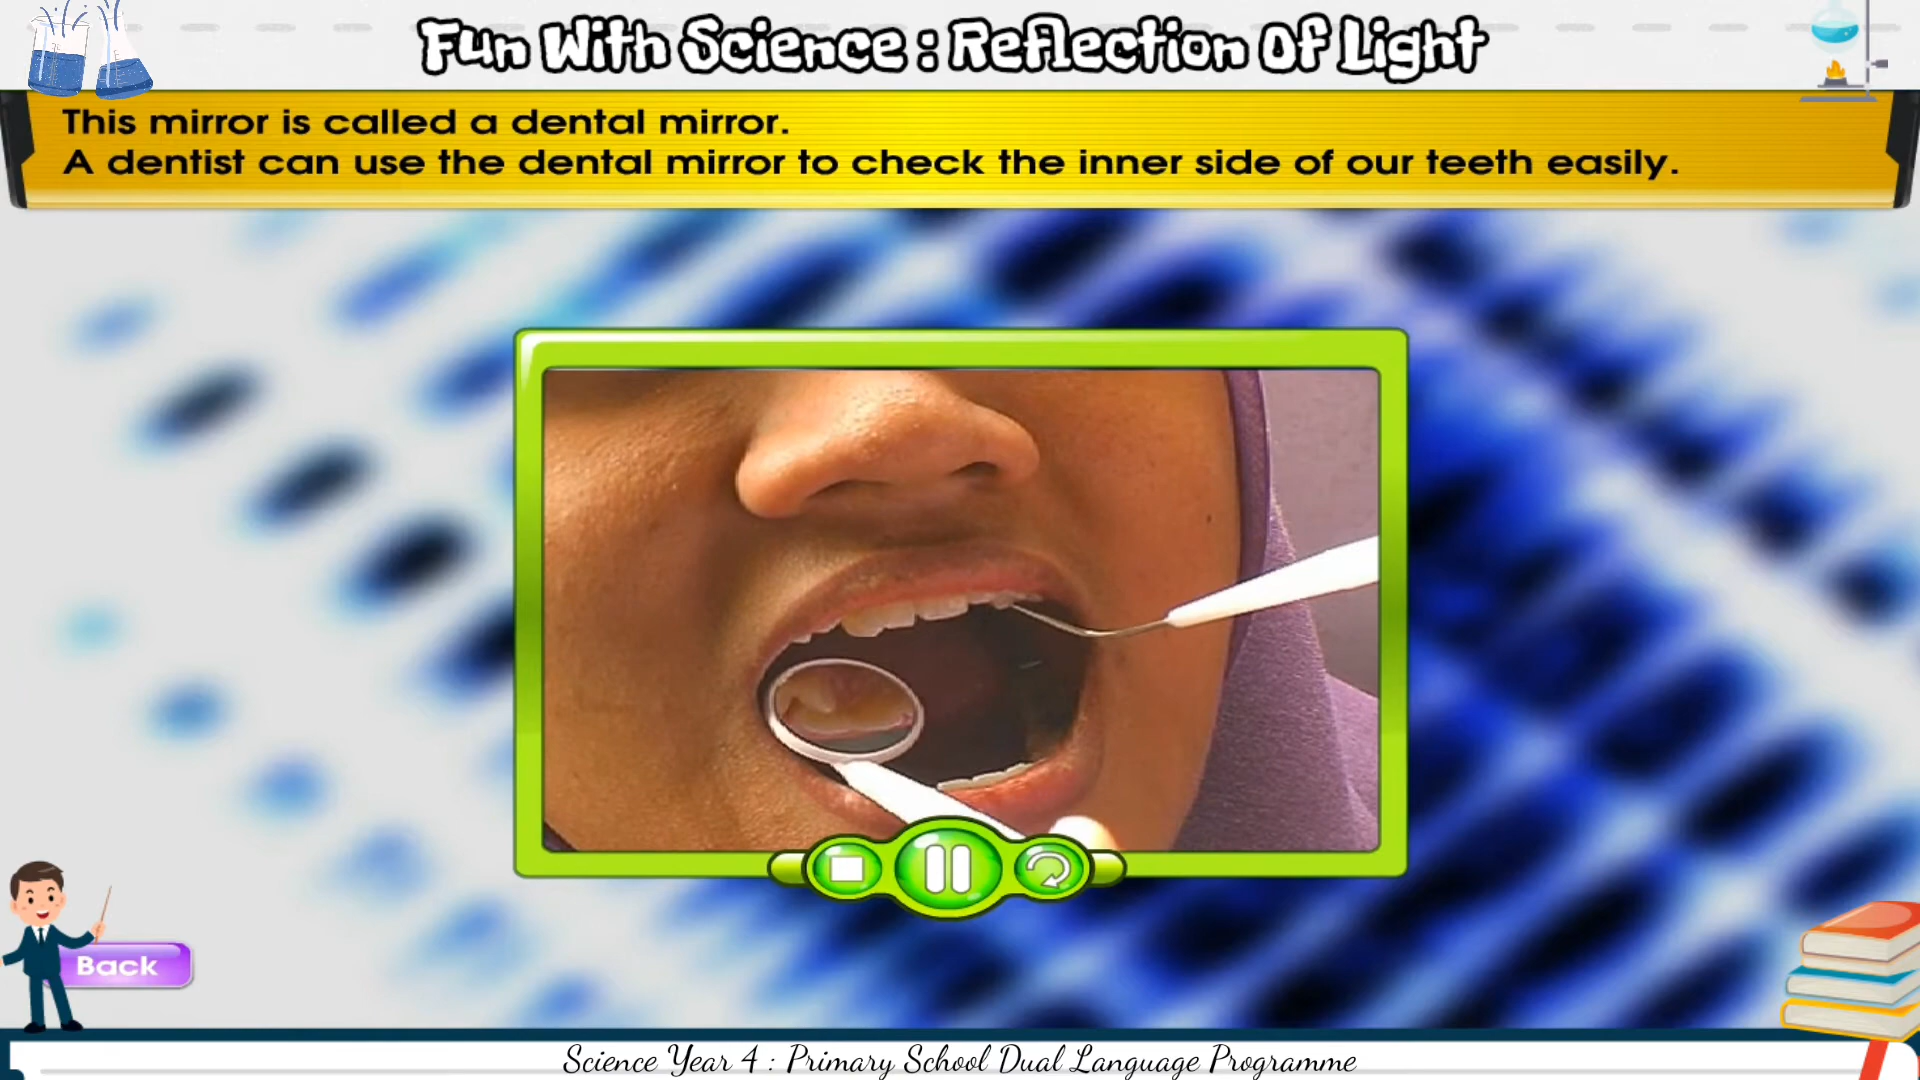 Fun With Science : Reflection Of Light
This mirror is called a dental mirror.
A dentist can use the dental mirror to check the inner side of our teeth easily.
Back
Science Year 4 : Primary School Dual Language Programme